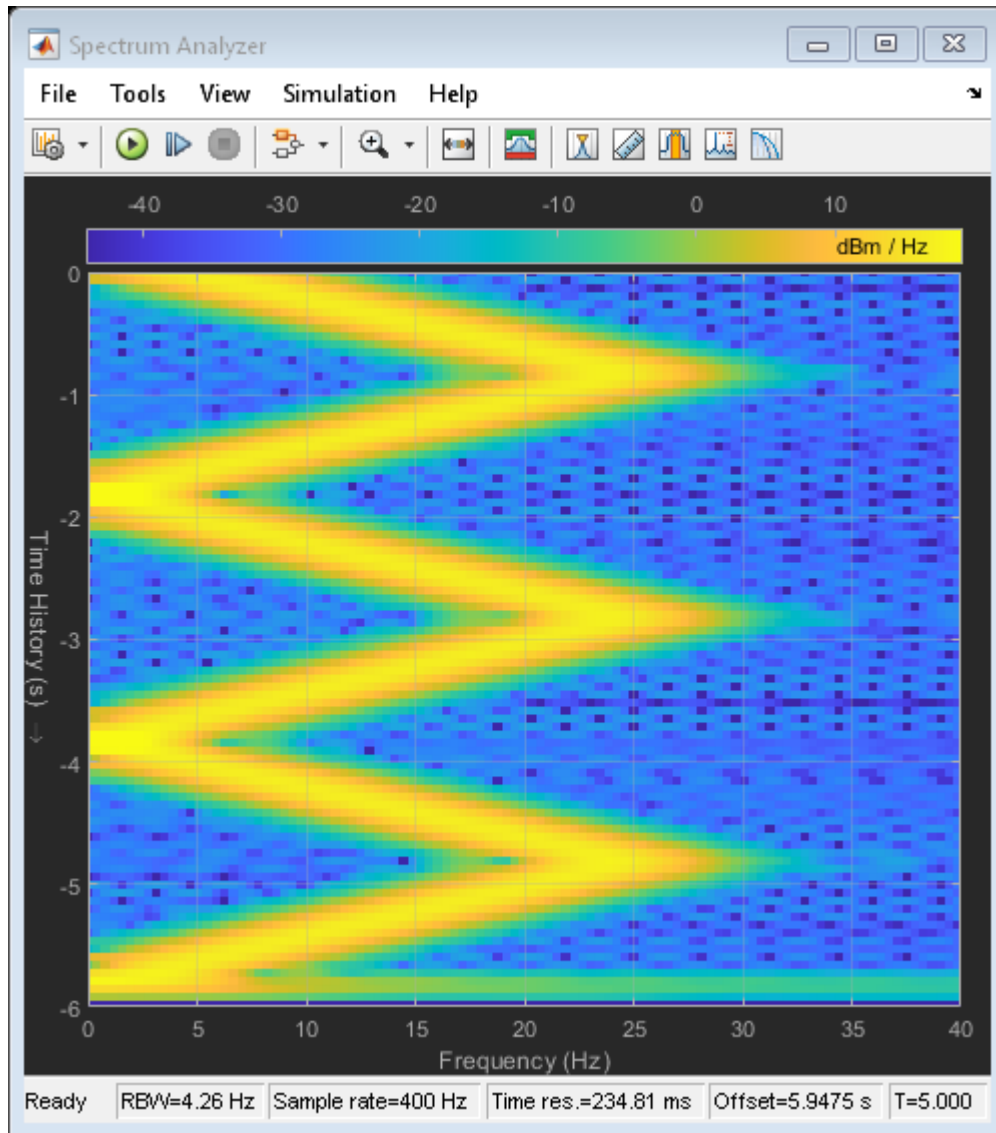 Spectrum Analyzer
File Tools View Simulation Help
-40 -30 -20 -10 0 10
dBm / Hz
0
-1
-2
-3
-4
-5
-6
Time History (s) →
0 5 10 15 20 25 30 35 40
Frequency (Hz)
Ready RBW=4.26 Hz Sample rate=400 Hz Time res.=234.81 ms Offset=5.9475 s T=5.000